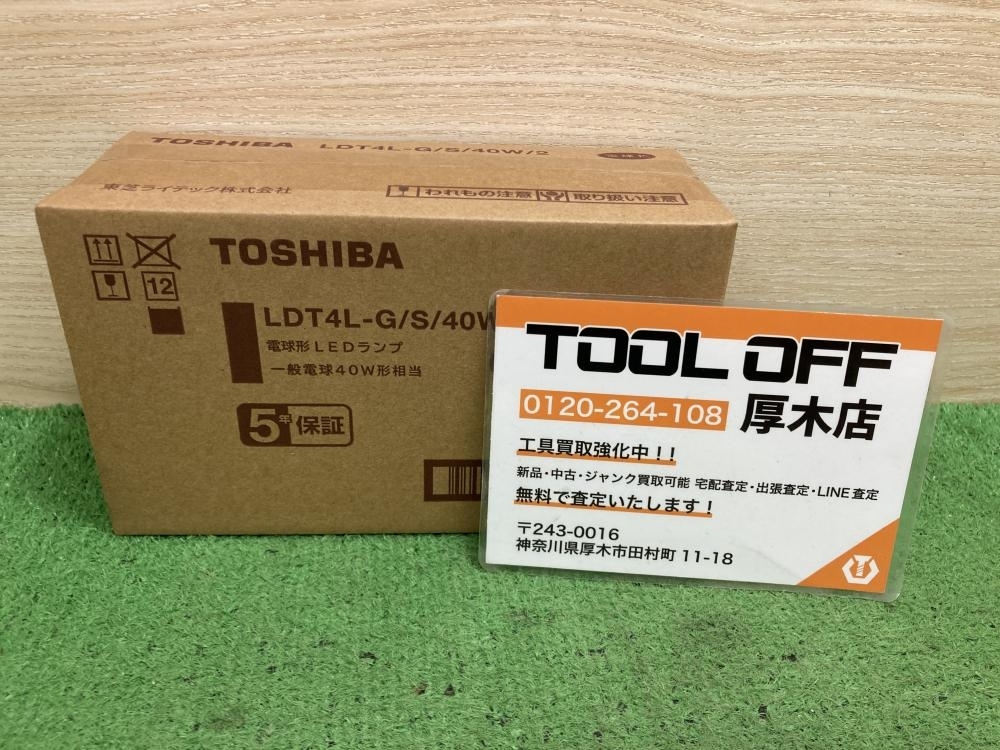 TOSHIBA LDT4L-G/S/40W/2
東芝ライテック株式会社
われもの注意 取り扱い注意
TOSHIBA
12
LDT4L-G/S/40W
電球形LEDランプ
一般電球40W形相当
5年保証
TOOL OFF
0120-264-108 厚木店
工具買取強化中!!
新品・中古・ジャンク買取可能 宅配査定・出張査定・LINE査定
無料で査定いたします!
〒243-0016
神奈川県厚木市田村町 11-18